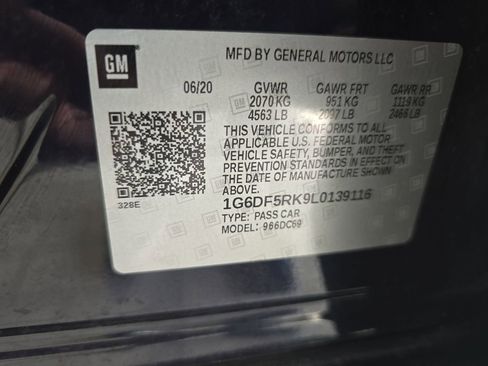 GM
MFD BY GENERAL MOTORS LLC
06/20 GVWR GAWR FRT GAWR RR
2070 KG 951 KG 1119 KG
4563 LB 2097 LB 2466 LB
THIS VEHICLE CONFORMS TO ALL
APPLICABLE U.S. FEDERAL MOTOR
VEHICLE SAFETY, BUMPER, AND THEFT
PREVENTION STANDARDS IN EFFECT ON
THE DATE OF MANUFACTURE SHOWN
ABOVE.
328E
1G6DF5RK9L0139116
TYPE: PASS CAR
MODEL: 6DC69